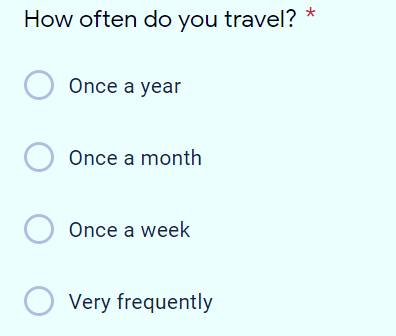 How often do you travel? *
Once a year
Once a month
Once a week
Very frequently